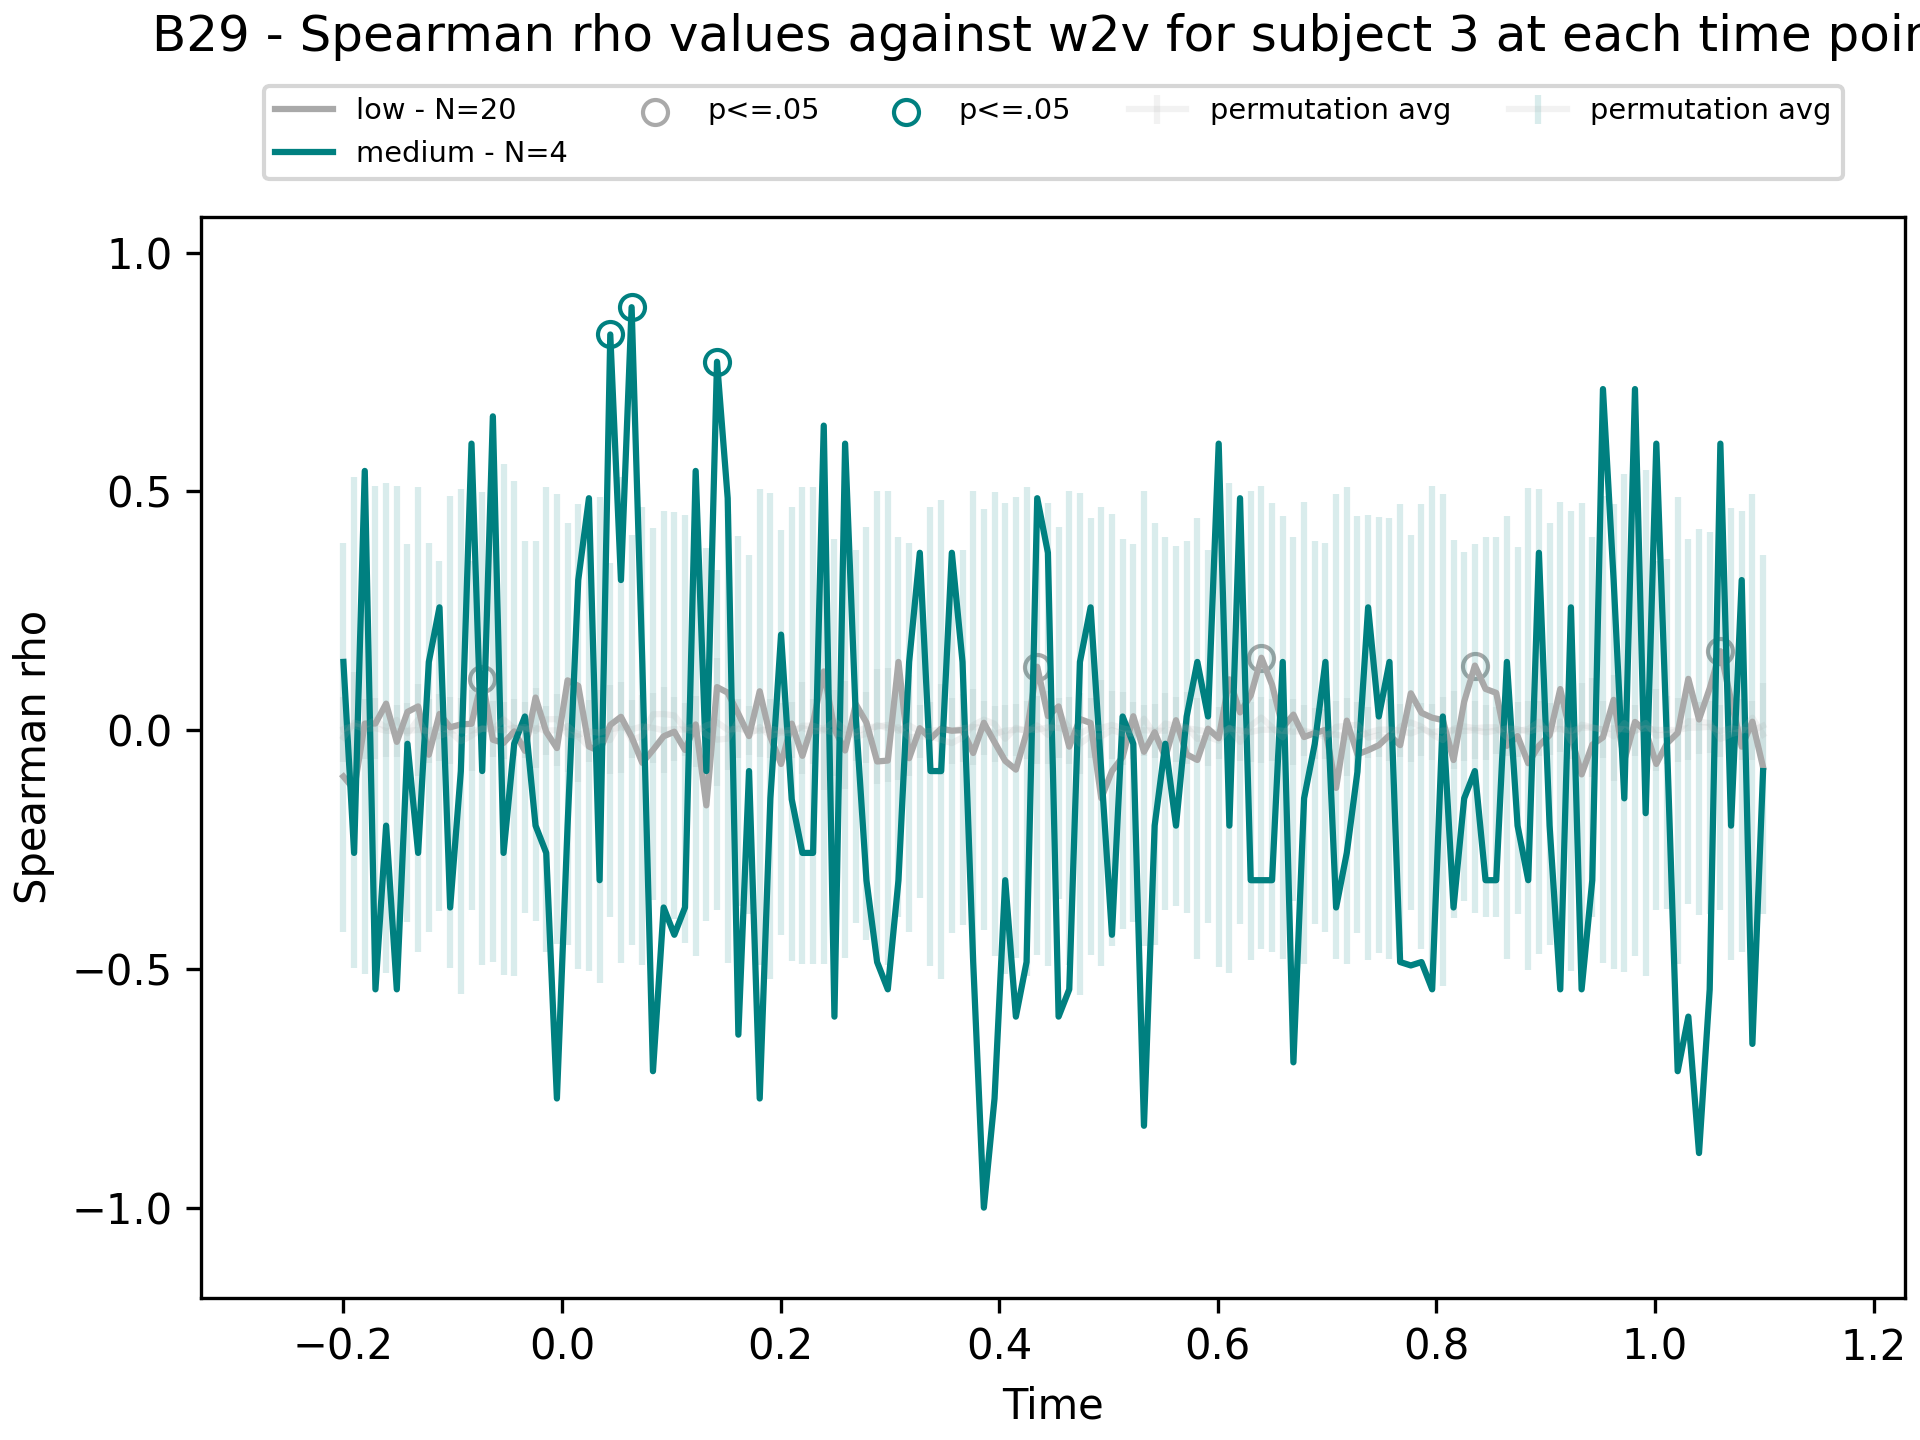 B29 - Spearman rho values against w2v for subject 3 at each time poin
low - N=20 p<=.05 p<=.05 permutation avg permutation avg
medium - N=4
1.0
0.5
0.0
−0.5
−1.0
Spearman rho
−0.2 0.0 0.2 0.4 0.6 0.8 1.0 1.2
Time